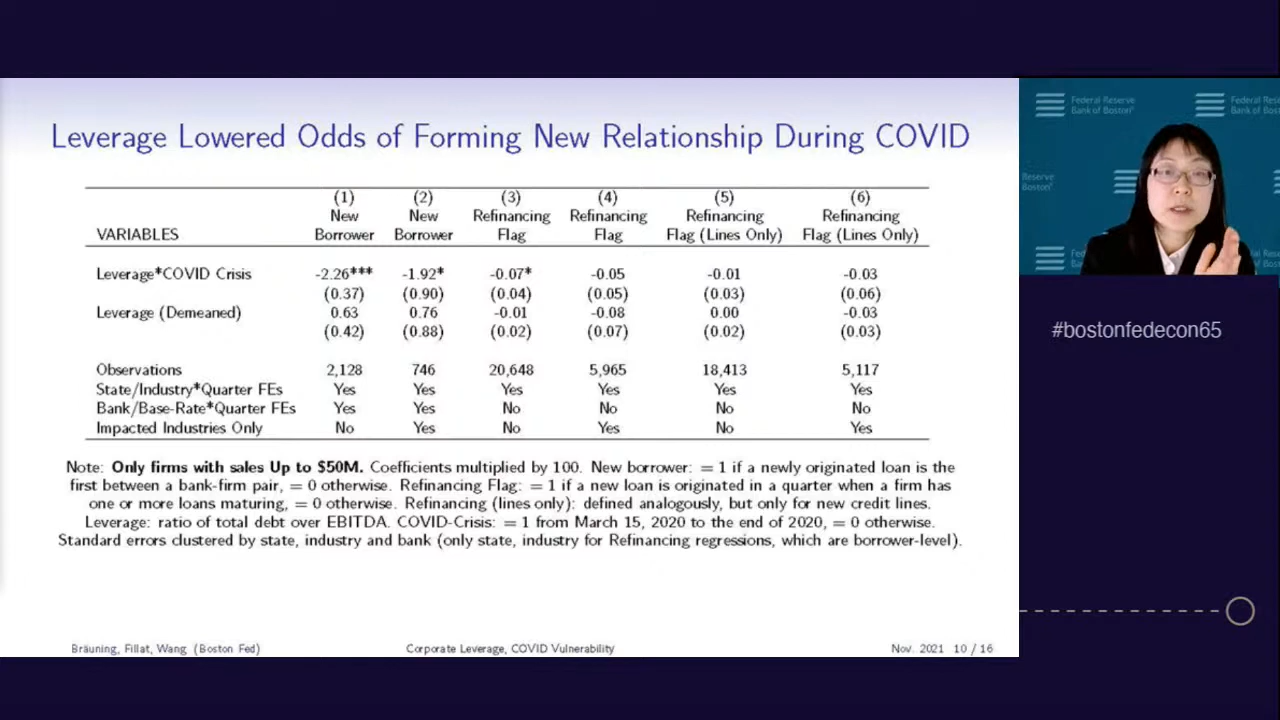 Leverage Lowered Odds of Forming New Relationship During COVID
(1) (2) (3) (4) (5) (6)
New New Refinancing Refinancing Refinancing Refinancing
VARIABLES Borrower Borrower Flag Flag Flag (Lines Only) Flag (Lines Only)
Leverage*COVID Crisis -2.26*** -1.92* -0.07* -0.05 -0.01 -0.03
(0.37) (0.90) (0.04) (0.05) (0.03) (0.06)
Leverage (Demeaned) 0.63 0.76 -0.01 -0.08 0.00 -0.03
(0.42) (0.88) (0.02) (0.07) (0.02) (0.03)
Observations 2,128 746 20,648 5,965 18,413 5,117
State/Industry*Quarter FEs Yes Yes Yes Yes Yes Yes
Bank/Base-Rate*Quarter FEs Yes Yes No No No No
Impacted Industries Only No Yes No Yes No Yes
Note: Only firms with sales Up to $50M. Coefficients multiplied by 100. New borrower: = 1 if a newly originated loan is the
first between a bank-firm pair, = 0 otherwise. Refinancing Flag: = 1 if a new loan is originated in a quarter when a firm has
one or more loans maturing, = 0 otherwise. Refinancing (lines only): defined analogously, but only for new credit lines.
Leverage: ratio of total debt over EBITDA. COVID-Crisis: = 1 from March 15, 2020 to the end of 2020, = 0 otherwise.
Standard errors clustered by state, industry and bank (only state, industry for Refinancing regressions, which are borrower-level).
Bräuning, Fillat, Wang (Boston Fed) Corporate Leverage, COVID Vulnerability Nov. 2021 10 / 16
Federal Reserve
Bank of Boston®
Federal Rese
Bank of Bost
Reserve
Boston®
#bostonfedecon65